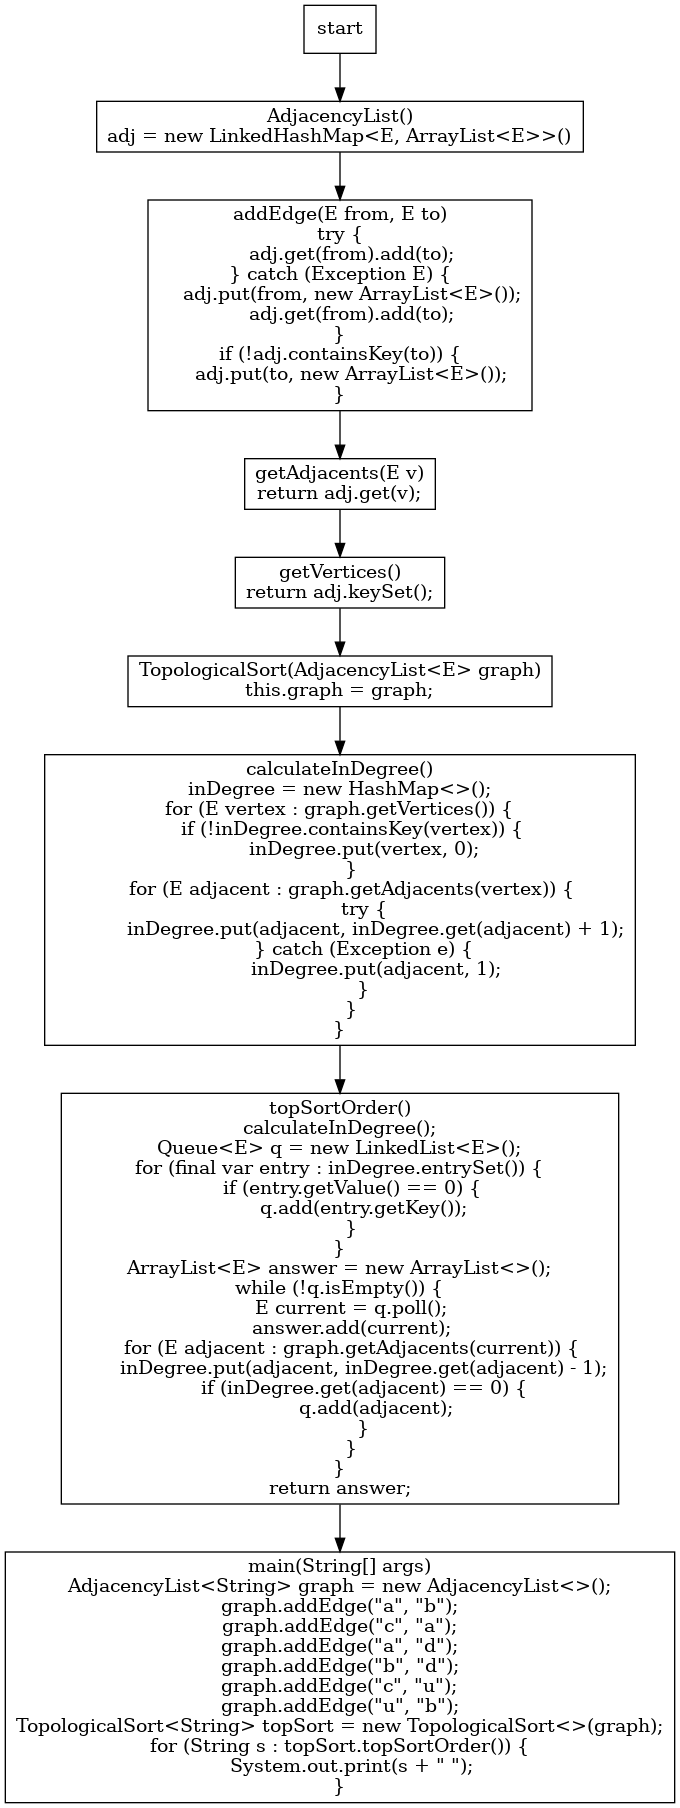 start
AdjacencyList()
adj = new LinkedHashMap<E, ArrayList<E>>()
addEdge(E from, E to)
try {
adj.get(from).add(to);
} catch (Exception E) {
adj.put(from, new ArrayList<E>());
adj.get(from).add(to);
}
if (!adj.containsKey(to)) {
adj.put(to, new ArrayList<E>());
}
getAdjacents(E v)
return adj.get(v);
getVertices()
return adj.keySet();
TopologicalSort(AdjacencyList<E> graph)
this.graph = graph;
calculateInDegree()
inDegree = new HashMap<>();
for (E vertex : graph.getVertices()) {
if (!inDegree.containsKey(vertex)) {
inDegree.put(vertex, 0);
}
for (E adjacent : graph.getAdjacents(vertex)) {
try {
inDegree.put(adjacent, inDegree.get(adjacent) + 1);
} catch (Exception e) {
inDegree.put(adjacent, 1);
}
}
}
topSortOrder()
calculateInDegree();
Queue<E> q = new LinkedList<E>();
for (final var entry : inDegree.entrySet()) {
if (entry.getValue() == 0) {
q.add(entry.getKey());
}
}
ArrayList<E> answer = new ArrayList<>();
while (!q.isEmpty()) {
E current = q.poll();
answer.add(current);
for (E adjacent : graph.getAdjacents(current)) {
inDegree.put(adjacent, inDegree.get(adjacent) - 1);
if (inDegree.get(adjacent) == 0) {
q.add(adjacent);
}
}
}
return answer;
main(String[] args)
AdjacencyList<String> graph = new AdjacencyList<>();
graph.addEdge("a", "b");
graph.addEdge("c", "a");
graph.addEdge("a", "d");
graph.addEdge("b", "d");
graph.addEdge("c", "u");
graph.addEdge("u", "b");
TopologicalSort<String> topSort = new TopologicalSort<>(graph);
for (String s : topSort.topSortOrder()) {
System.out.print(s + " ");
}